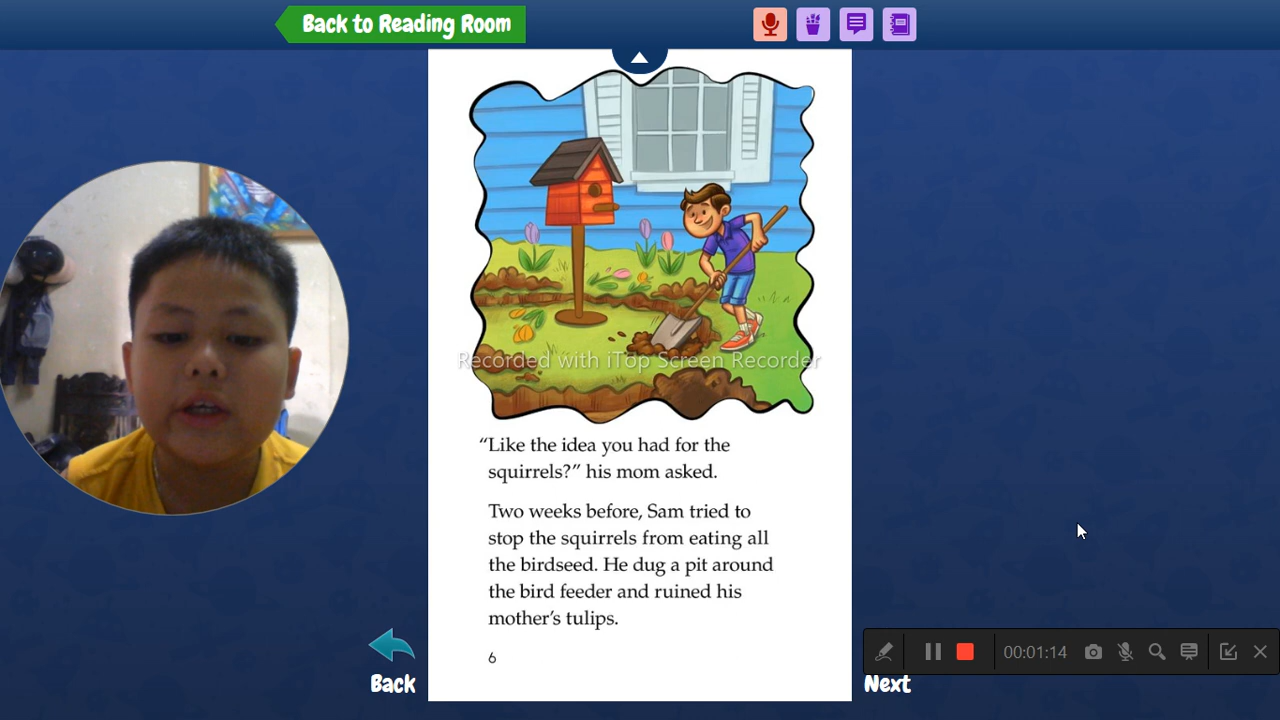 Back to Reading Room
Recorded with iTop Screen Recorder
“Like the idea you had for the
squirrels?” his mom asked.
Two weeks before, Sam tried to
stop the squirrels from eating all
the birdseed. He dug a pit around
the bird feeder and ruined his
mother’s tulips.
6
00:01:14
Back
Next